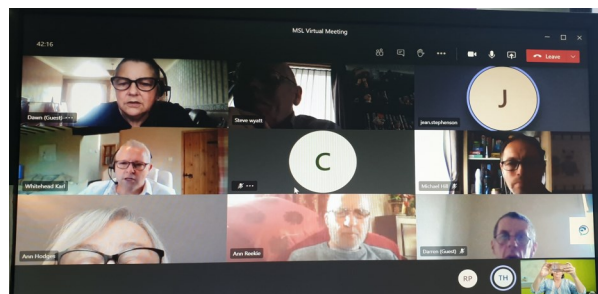 MSL Virtual Meeting
42:16
Leave
Dawn (Guest)
Steve wyatt
J
jean.stephenson
Whitehead Karl
C
Michael Hill
Ann Hodges
Ann Reekie
Darren (Guest)
RP
TH